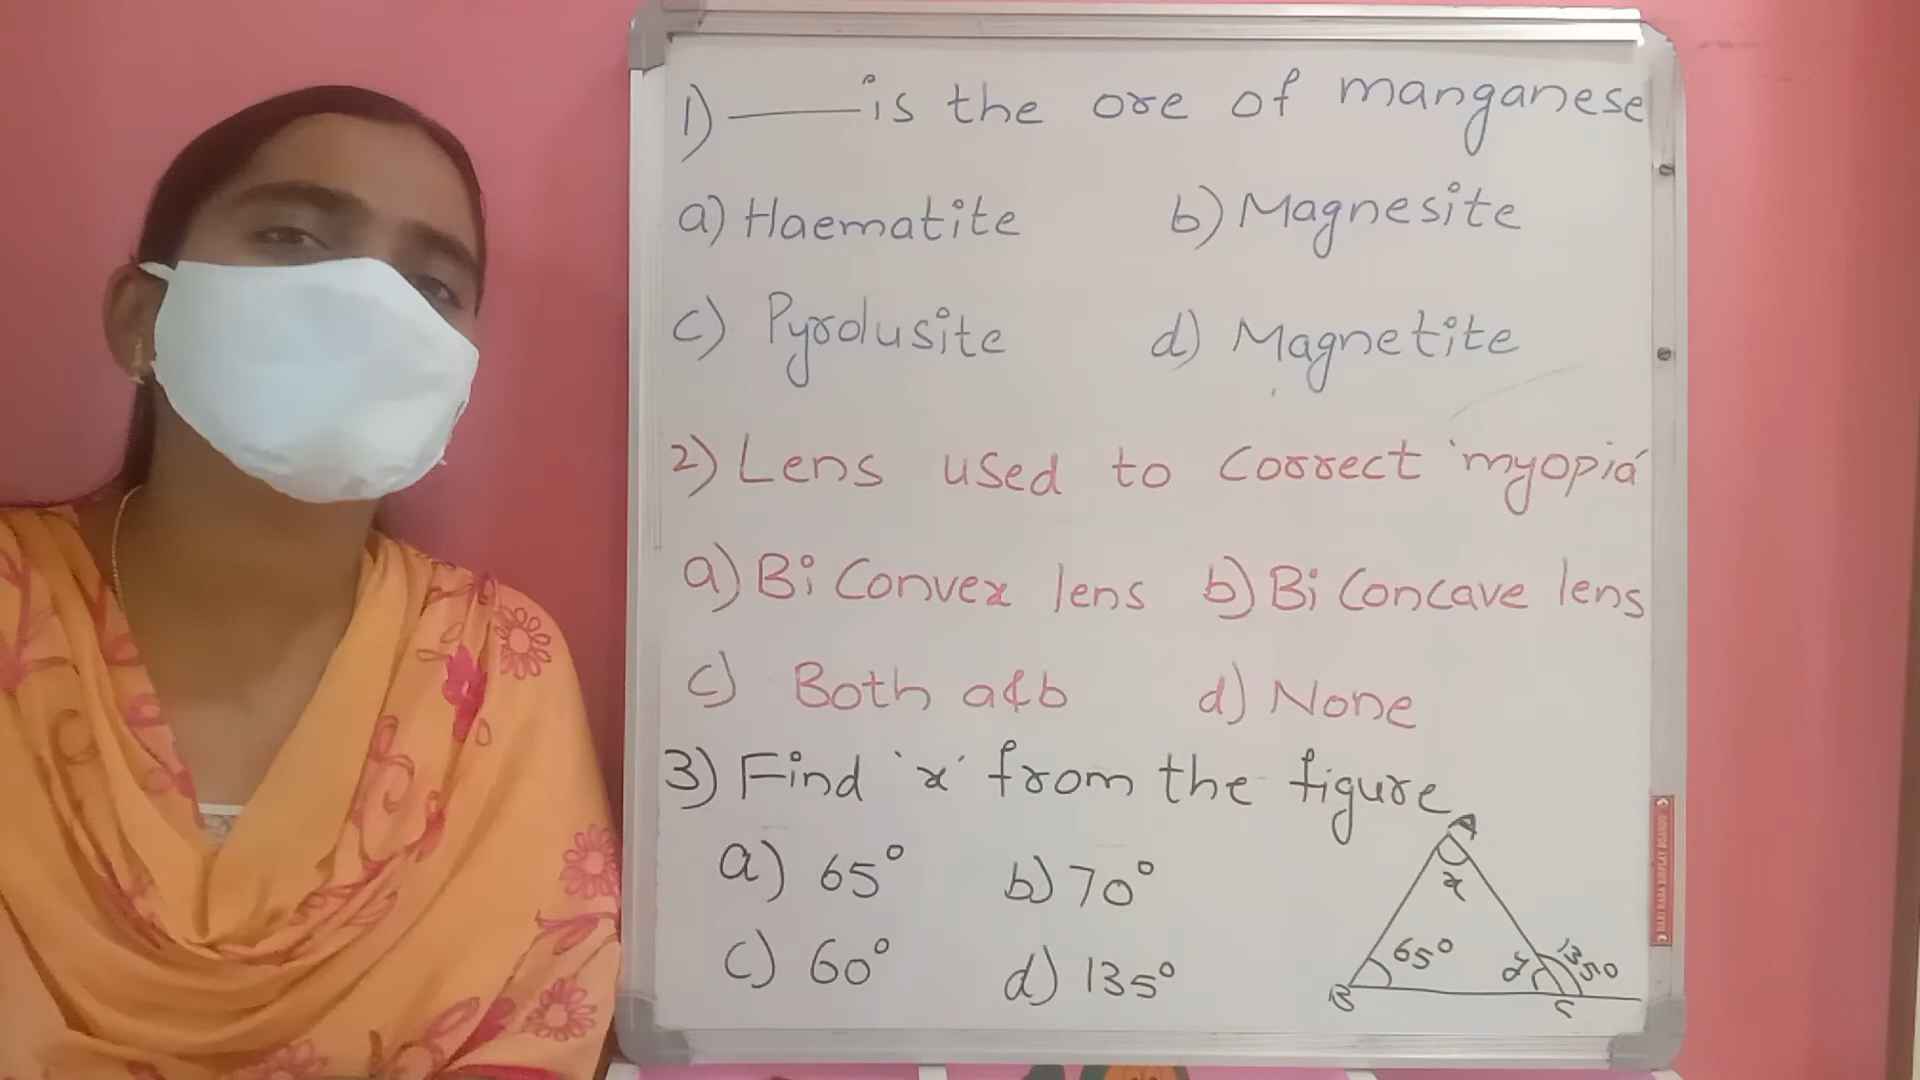 1) ____ is the ore of manganese
a) Haematite b) Magnesite
c) Pyrolusite d) Magnetite
2) Lens used to correct 'myopia'
a) Bi Convex lens b) Bi Concave lens
c) Both a&b d) None
3) Find 'x' from the figure
a) 65° b) 70°
c) 60° d) 135°
A
x
65° y 135°
B C